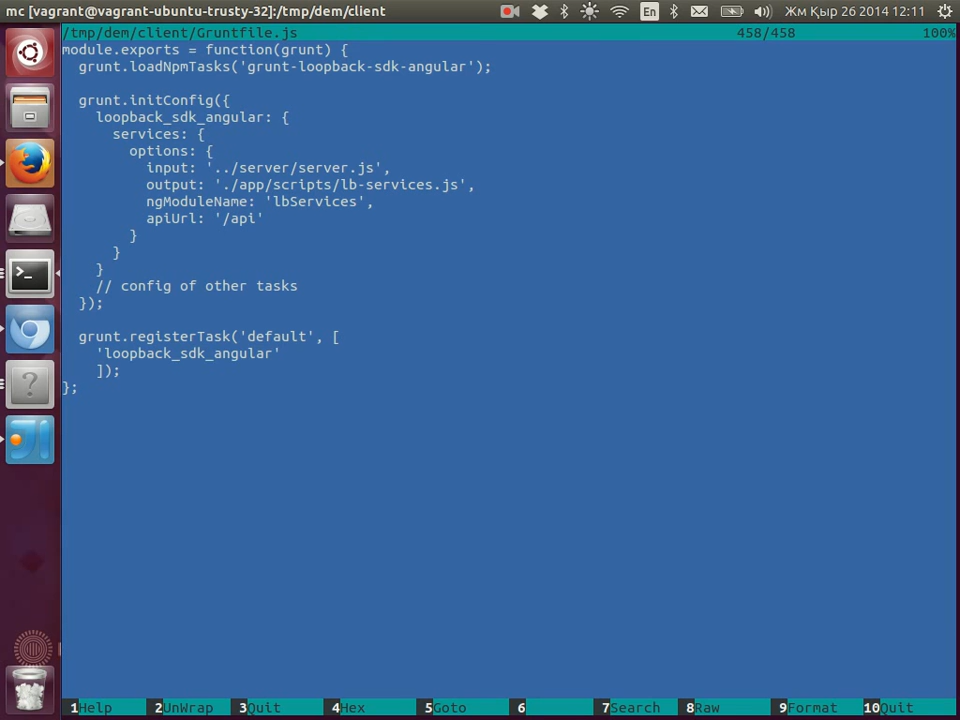 mc [vagrant@vagrant-ubuntu-trusty-32]:/tmp/dem/client
En
Жм Қыр 26 2014 12:11
/tmp/dem/client/Gruntfile.js 458/458 100%
module.exports = function(grunt) {
  grunt.loadNpmTasks('grunt-loopback-sdk-angular');
  grunt.initConfig({
    loopback_sdk_angular: {
      services: {
        options: {
          input: '../server/server.js',
          output: './app/scripts/lb-services.js',
          ngModuleName: 'lbServices',
          apiUrl: '/api'
        }
      }
    }
    // config of other tasks
  });
  grunt.registerTask('default', [
    'loopback_sdk_angular'
    ]);
};
1Help 2UnWrap 3Quit 4Hex 5Goto 6 7Search 8Raw 9Format 10Quit